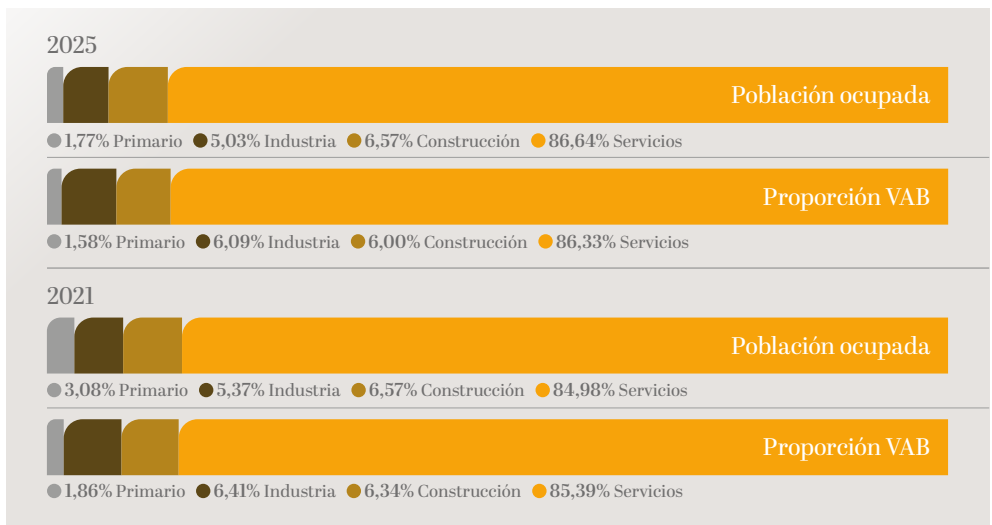 2025
Población ocupada
1,77% Primario 5,03% Industria 6,57% Construcción 86,64% Servicios
Proporción VAB
1,58% Primario 6,09% Industria 6,00% Construcción 86,33% Servicios
2021
Población ocupada
3,08% Primario 5,37% Industria 6,57% Construcción 84,98% Servicios
Proporción VAB
1,86% Primario 6,41% Industria 6,34% Construcción 85,39% Servicios